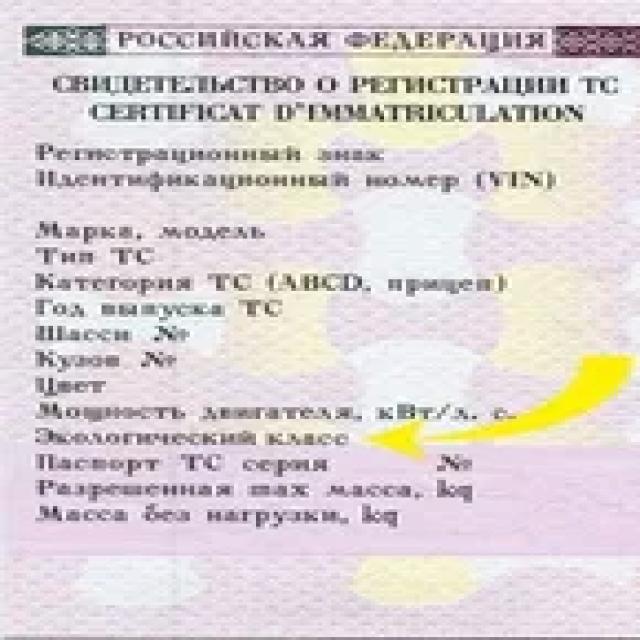 РОССИЙСКАЯ ФЕДЕРАЦИЯ
СВИДЕТЕЛЬСТВО О РЕГИСТРАЦИИ ТС
CERTIFICAT D'IMMATRICULATION
Регистрационный знак
Идентификационный номер (VIN)
Марка, модель
Тип ТС
Категория ТС (ABCD, прицеп)
Год выпуска ТС
Шасси №
Кузов №
Цвет
Мощность двигателя, кВт/л. с.
Экологический класс
Паспорт ТС серия №
Разрешенная max масса, kg
Масса без нагрузки, kg